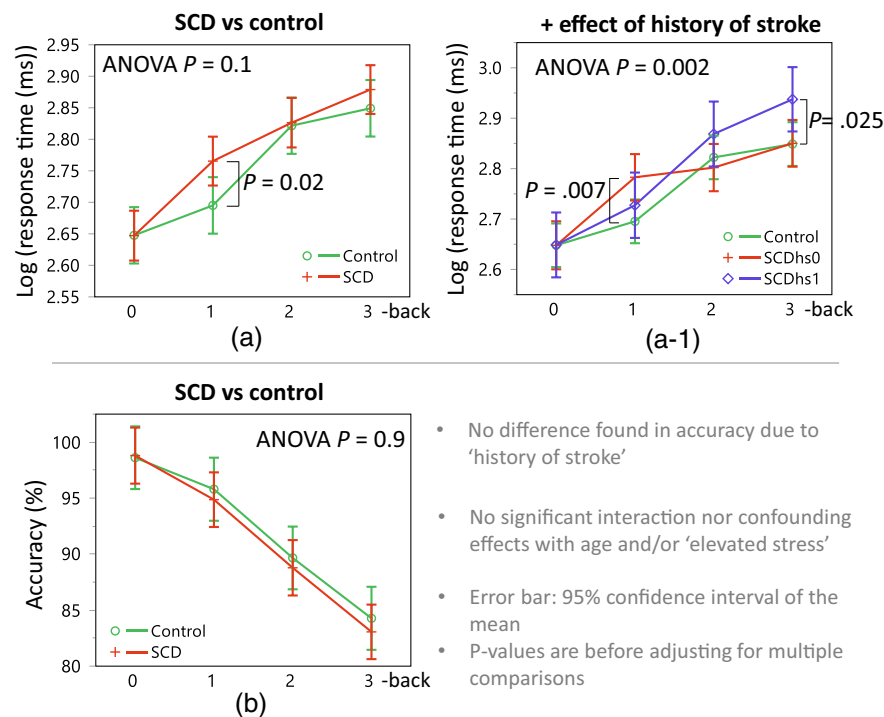 SCD vs control
Log (response time (ms))
2.95
2.90
2.85
2.80
2.75
2.70
2.65
2.60
2.55
ANOVA P = 0.1
P = 0.02
Control
SCD
0 1 2 3 -back
(a)
+ effect of history of stroke
Log (response time (ms))
3.0
2.9
2.8
2.7
2.6
ANOVA P = 0.002
P = .025
P = .007
Control
SCDhs0
SCDhs1
0 1 2 3 -back
(a-1)
SCD vs control
Accuracy (%)
100
95
90
85
80
ANOVA P = 0.9
Control
SCD
0 1 2 3 -back
(b)
• No difference found in accuracy due to
‘history of stroke’
• No significant interaction nor confounding
effects with age and/or ‘elevated stress’
• Error bar: 95% confidence interval of the
mean
• P-values are before adjusting for multiple
comparisons